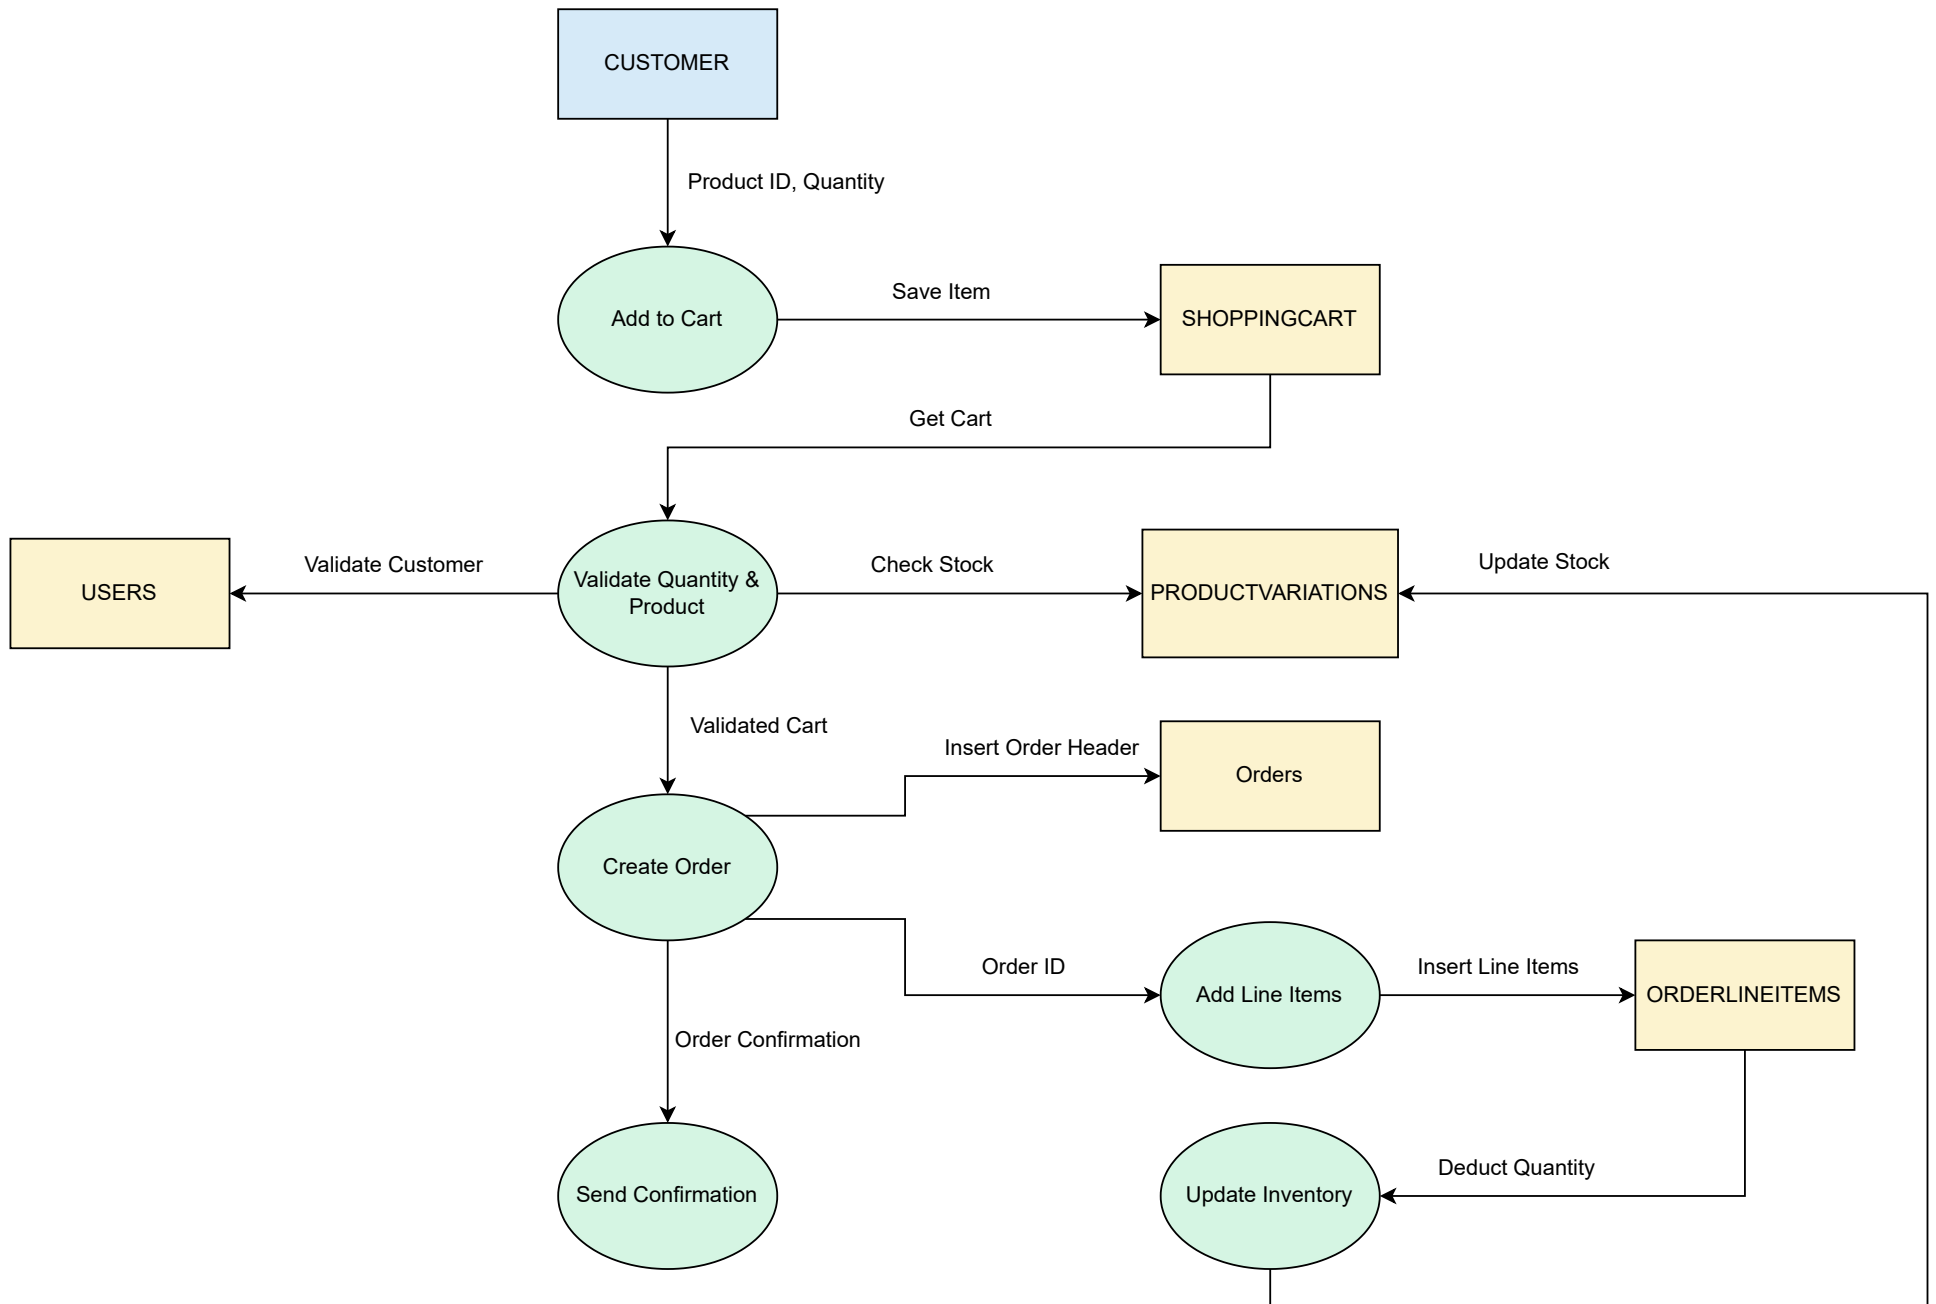 CUSTOMER
Product ID, Quantity
Add to Cart
Save Item
SHOPPINGCART
Get Cart
USERS
Validate Customer
Validate Quantity &
Product
Check Stock
PRODUCTVARIATIONS
Update Stock
Validated Cart
Insert Order Header
Orders
Create Order
Order ID
Add Line Items
Insert Line Items
ORDERLINEITEMS
Order Confirmation
Send Confirmation
Update Inventory
Deduct Quantity